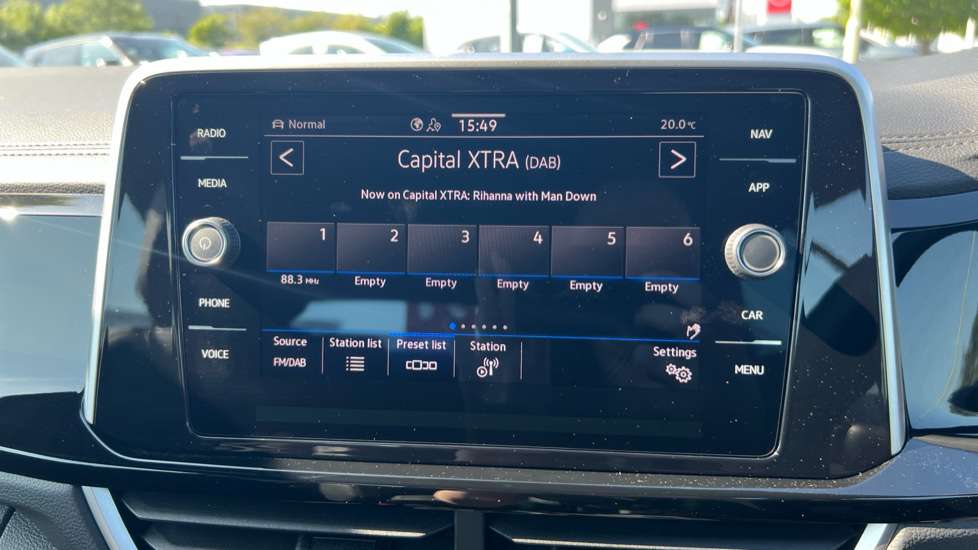 RADIO
MEDIA
PHONE
VOICE
Normal 15:49 20.0°C
Capital XTRA (DAB)
Now on Capital XTRA: Rihanna with Man Down
1 2 3 4 5 6
88.3 MHz Empty Empty Empty Empty Empty
Source Station list Preset list Station Settings
FM/DAB
NAV
APP
CAR
MENU